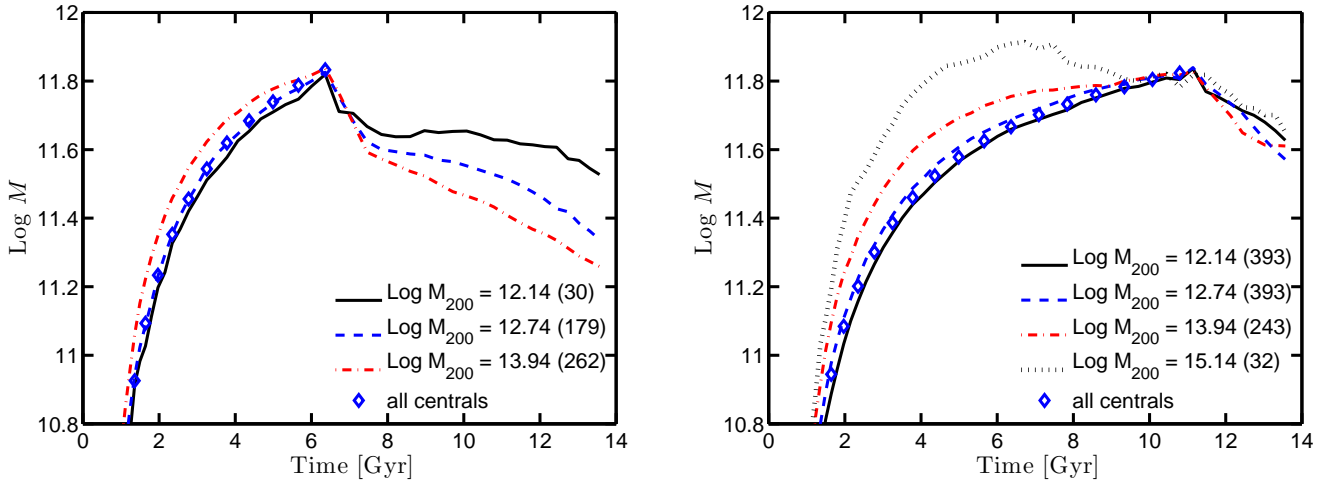 12
11.8
11.6
11.4
11.2
11
10.8
Log M
0 2 4 6 8 10 12 14
Time [Gyr]
Log M200 = 12.14 (30)
Log M200 = 12.74 (179)
Log M200 = 13.94 (262)
all centrals
12
11.8
11.6
11.4
11.2
11
10.8
Log M
0 2 4 6 8 10 12 14
Time [Gyr]
Log M200 = 12.14 (393)
Log M200 = 12.74 (393)
Log M200 = 13.94 (243)
Log M200 = 15.14 (32)
all centrals